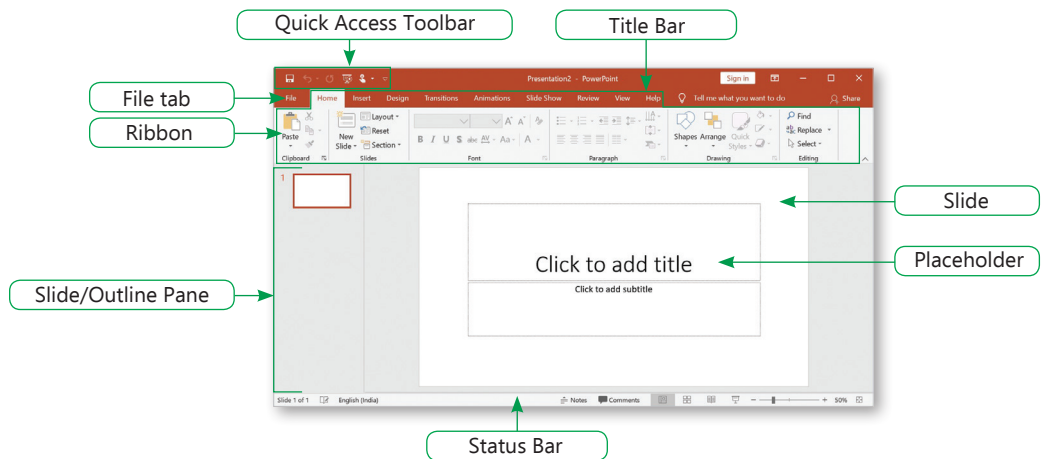 Quick Access Toolbar
Title Bar
Presentation2 - PowerPoint
Sign in
File tab
File Home Insert Design Transitions Animations Slide Show Review View Help Tell me what you want to do Share
Ribbon
Paste
New Slide
Layout
Reset
Section
B I U S abc AV Aa A
A A
Shapes Arrange Quick Styles
Find
Replace
Select
Clipboard Slides Font Paragraph Drawing Editing
1
Slide
Click to add title
Placeholder
Click to add subtitle
Slide/Outline Pane
Slide 1 of 1 English (India) Notes Comments 50%
Status Bar